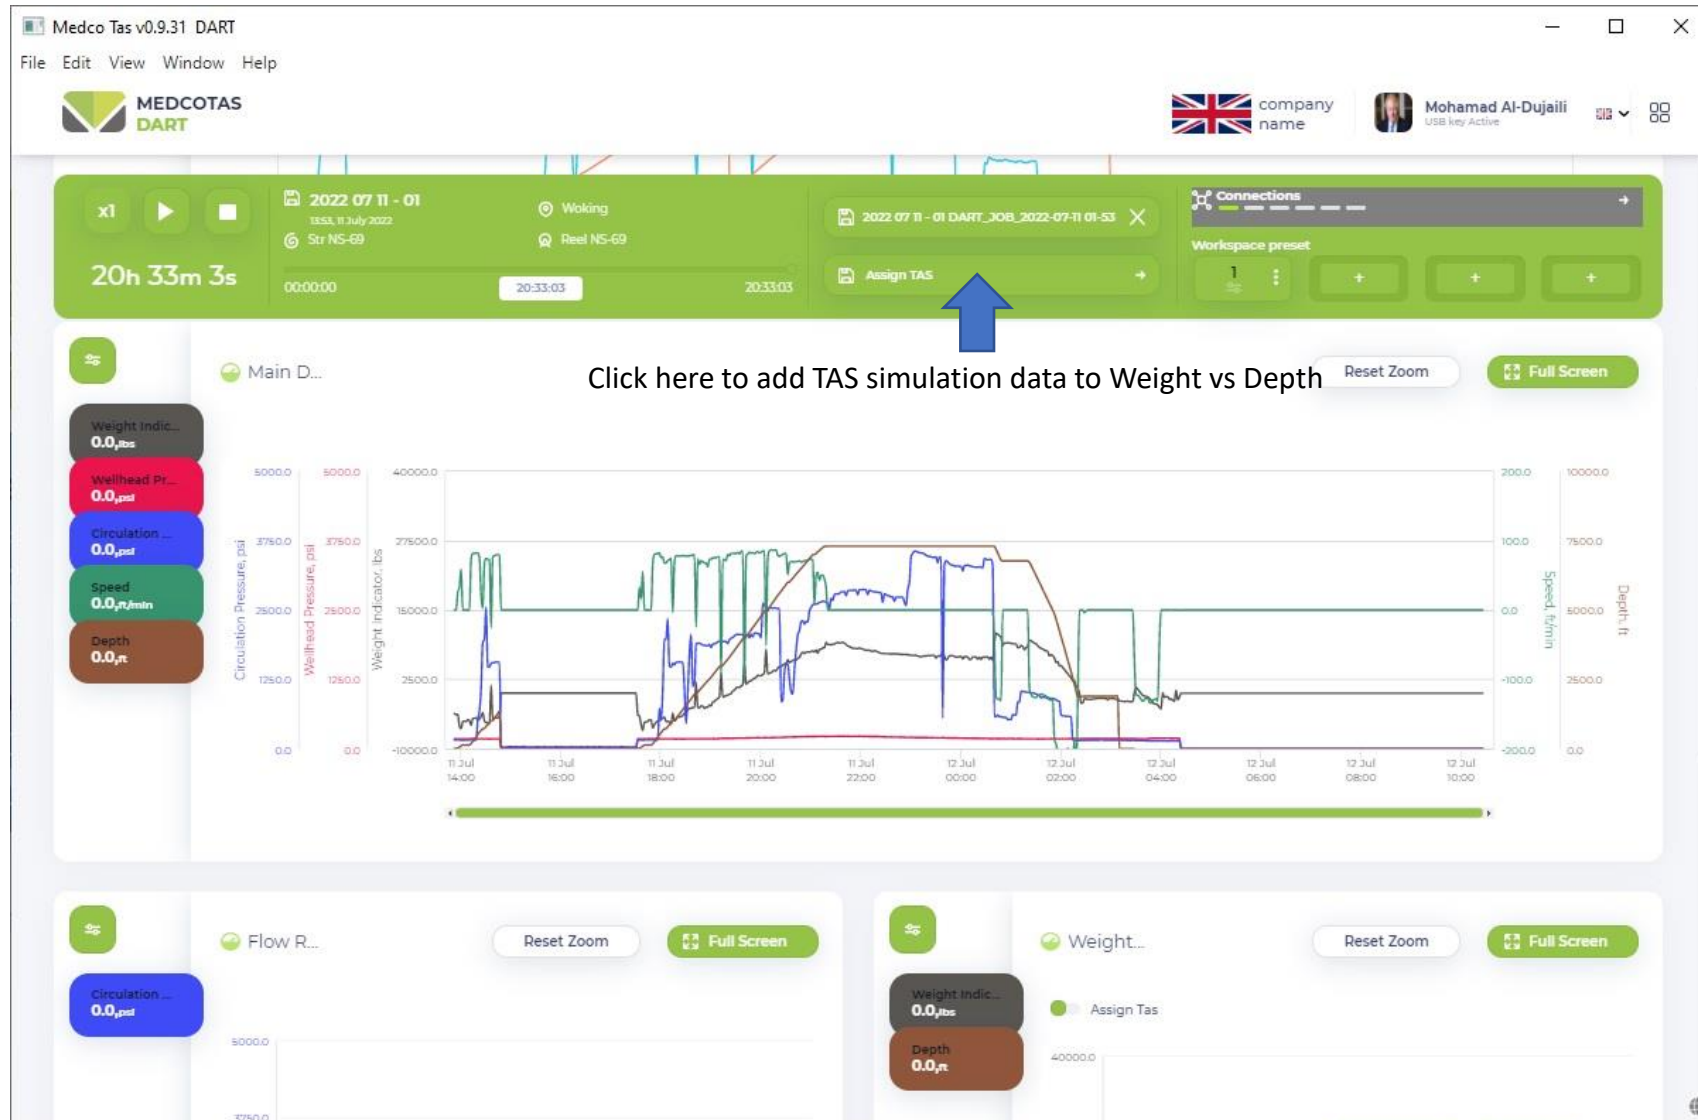 Medco Tas v0.9.31 DART
File Edit View Window Help
MEDCOTAS
DART
company
name
Mohamad Al-Dujaili
USB key Active
x1
20h 33m 3s
2022 07 11 - 01
13:53, 11 July 2022
Str NS-69
Woking
Reel NS-69
00:00:00
20:33:03
20:33:03
2022 07 11 - 01 DART_JOB_2022-07-11 01-53
Assign TAS
Connections
Workspace preset
1
+
+
+
Click here to add TAS simulation data to Weight vs Depth
Main D...
Reset Zoom
Full Screen
Weight Indic...
0.0,lbs
Wellhead Pr...
0.0,psi
Circulation ...
0.0,psi
Speed
0.0,ft/min
Depth
0.0,ft
Circulation Pressure, psi
5000.0
3750.0
2500.0
1250.0
0.0
Wellhead Pressure, psi
5000.0
3750.0
2500.0
1250.0
0.0
Weight Indicator, lbs
40000.0
27500.0
15000.0
2500.0
-10000.0
200.0
100.0
0.0
-100.0
-200.0
Speed, ft/min
10000.0
7500.0
5000.0
2500.0
0.0
Depth, ft
11 Jul
14:00
11 Jul
16:00
11 Jul
18:00
11 Jul
20:00
11 Jul
22:00
12 Jul
00:00
12 Jul
02:00
12 Jul
04:00
12 Jul
06:00
12 Jul
08:00
12 Jul
10:00
Flow R...
Reset Zoom
Full Screen
Circulation ...
0.0,psi
5000.0
3750.0
Weight...
Reset Zoom
Full Screen
Weight Indic...
0.0,lbs
Depth
0.0,ft
Assign Tas
40000.0